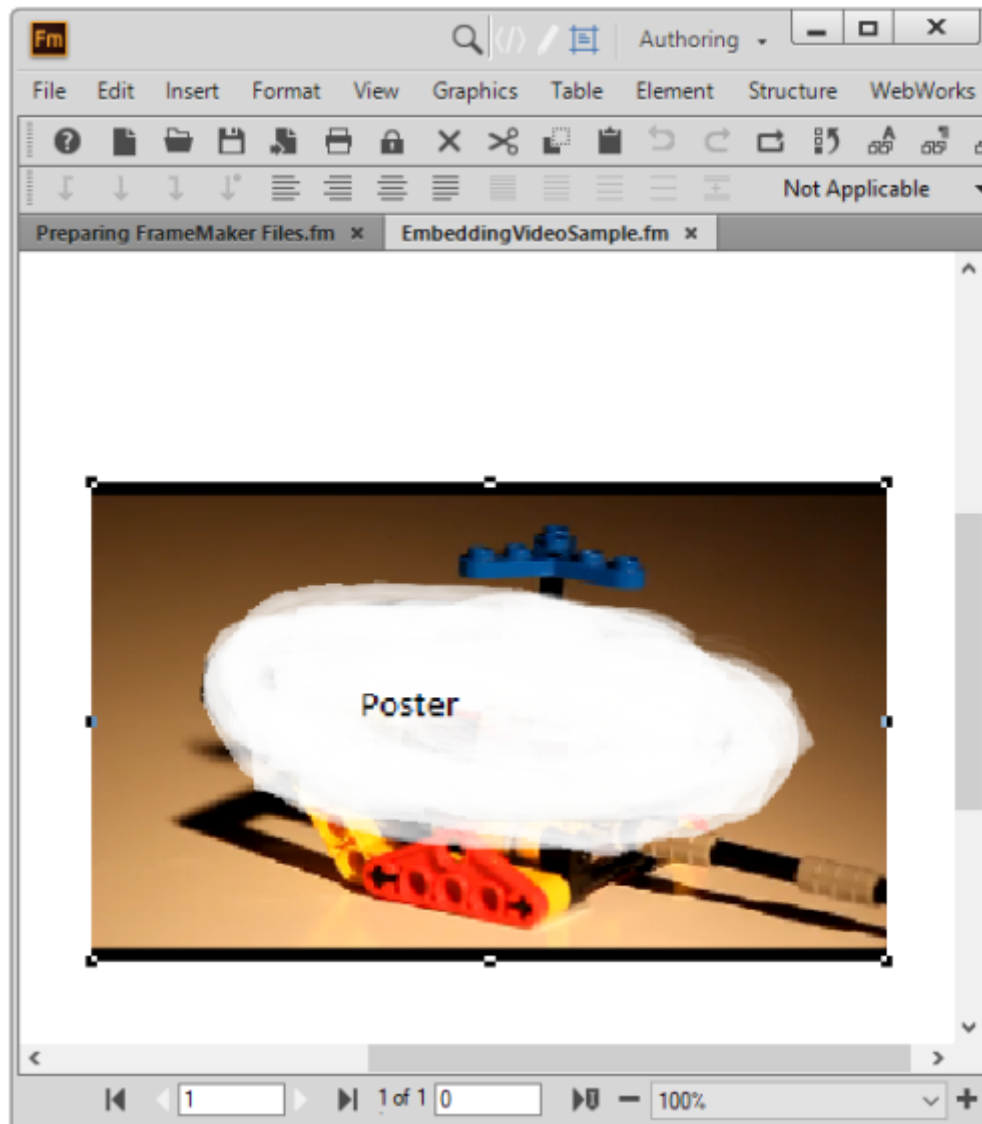 Fm Authoring
File Edit Insert Format View Graphics Table Element Structure WebWorks
Not Applicable
Preparing FrameMaker Files.fm EmbeddingVideoSample.fm
Poster
1 1 of 1 0 100%